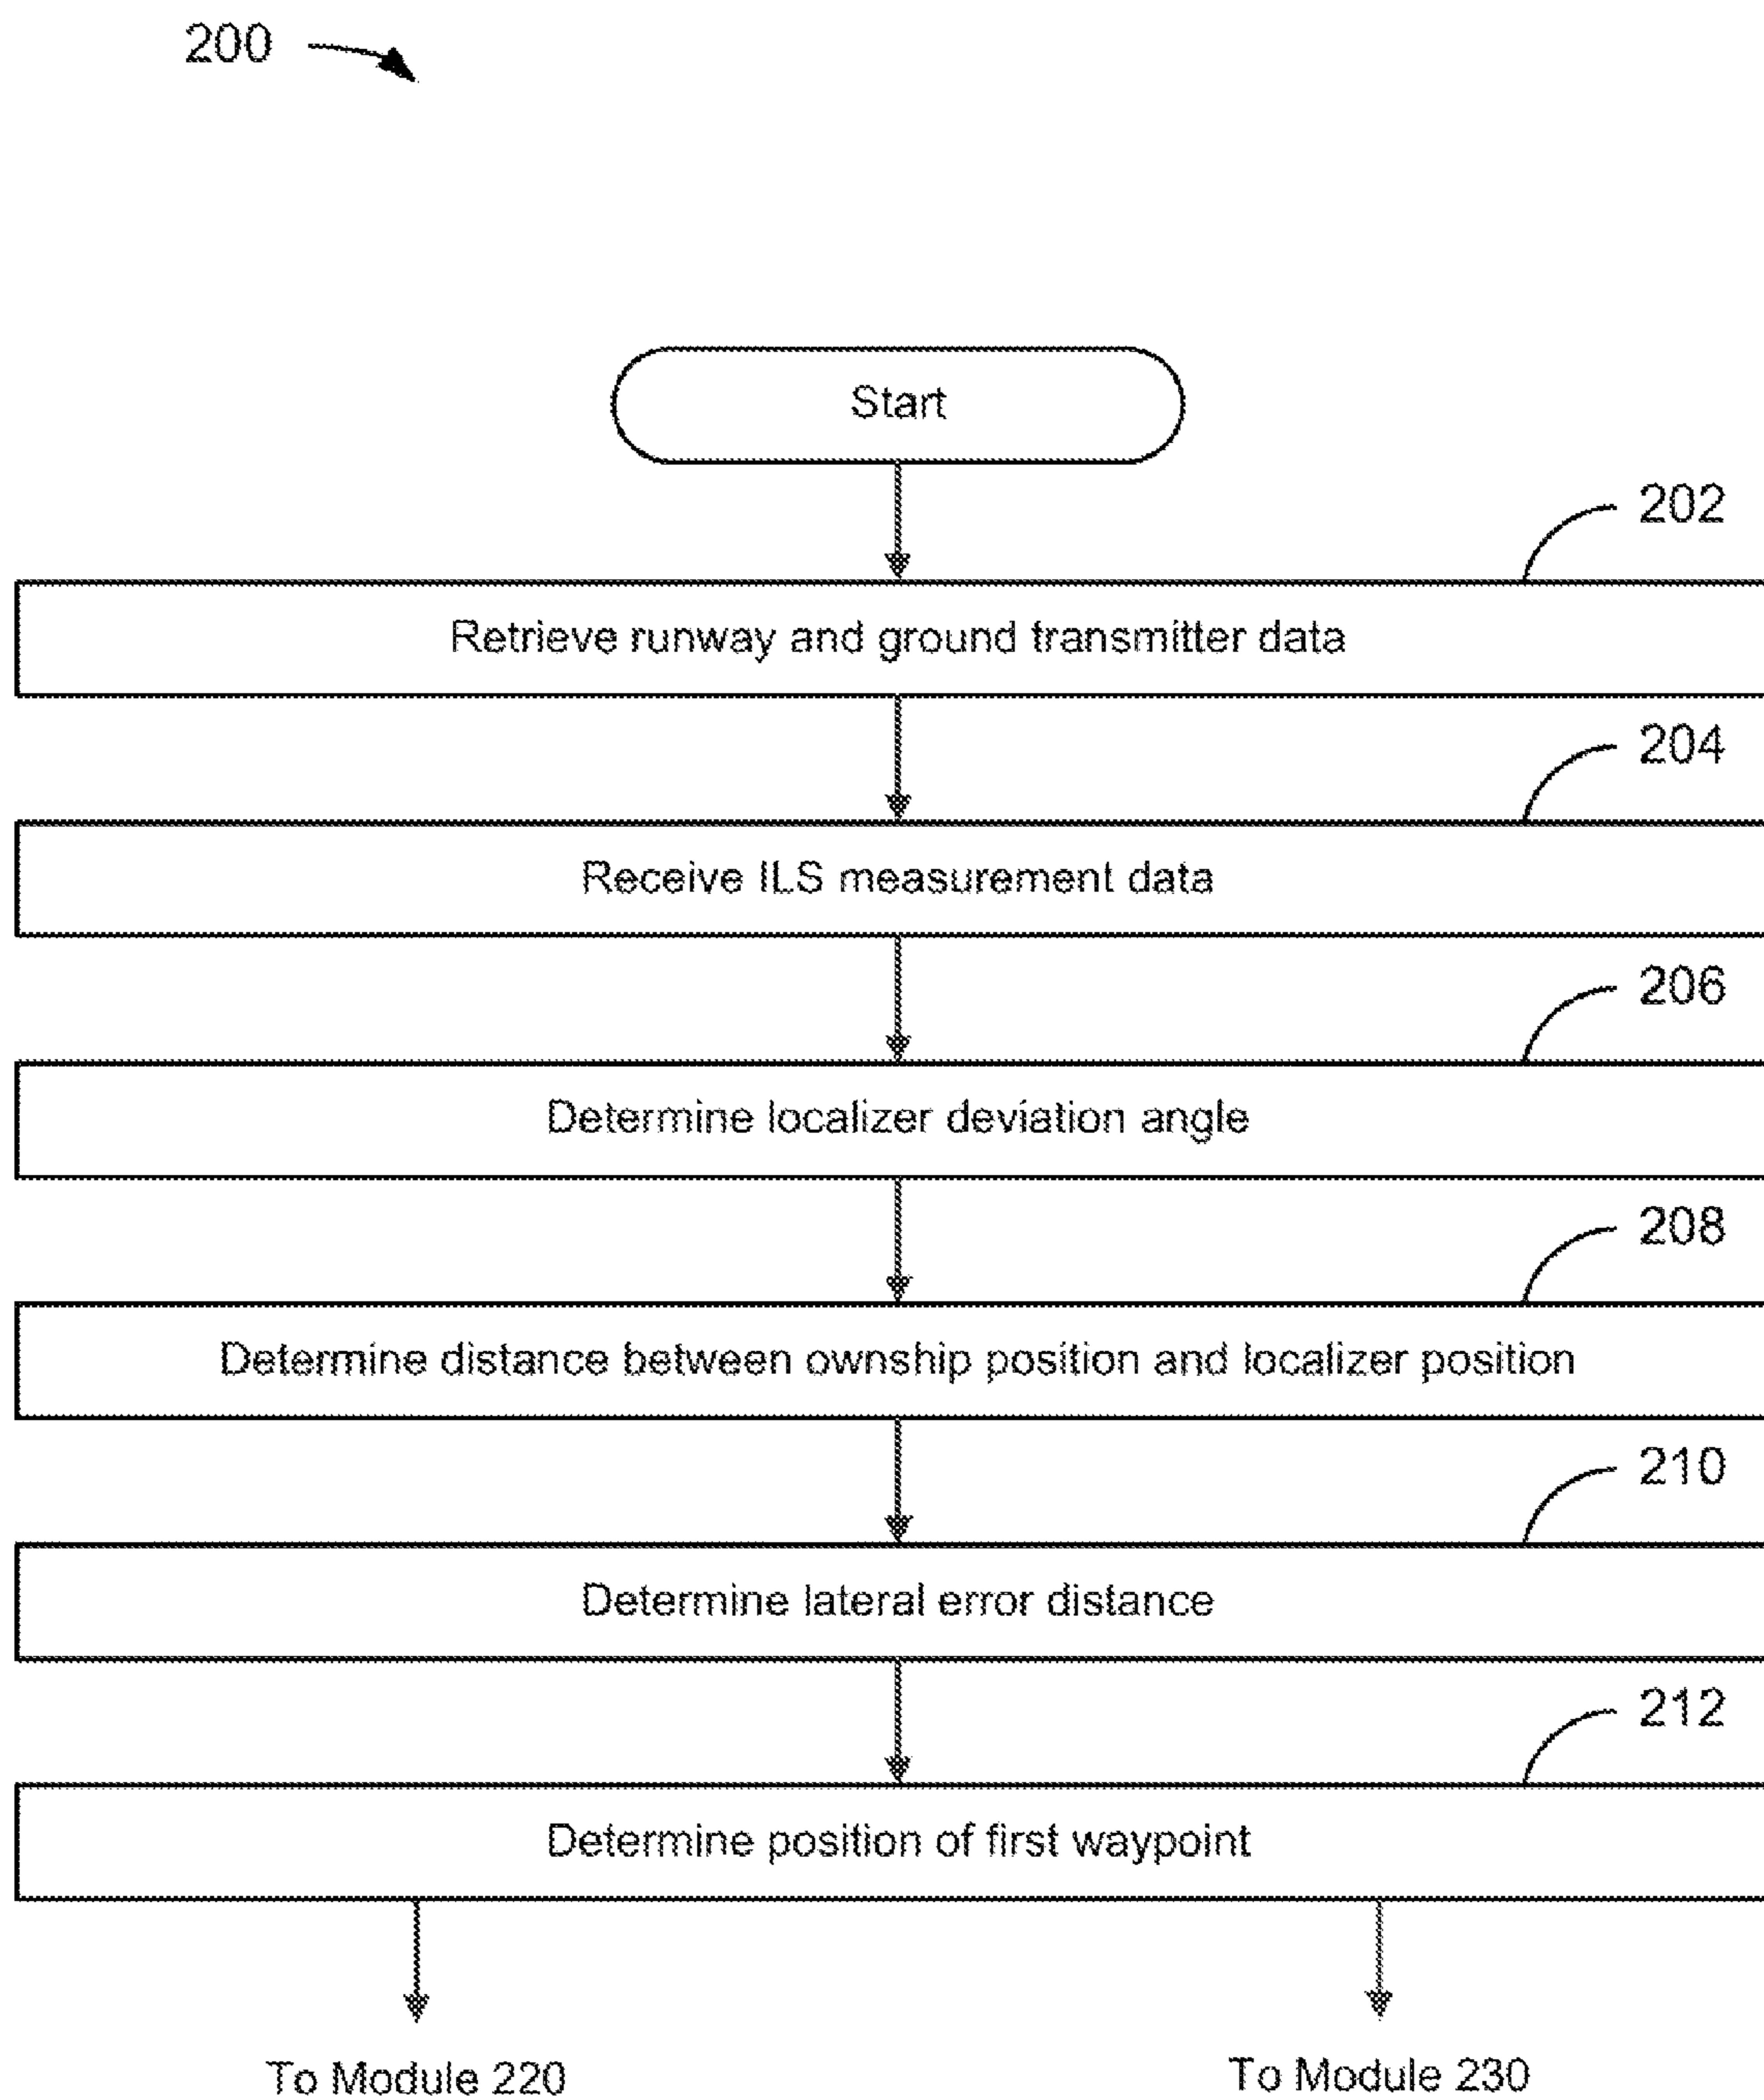 200
Start
202
Retrieve runway and ground transmitter data
204
Receive ILS measurement data
206
Determine localizer deviation angle
208
Determine distance between ownship position and localizer position
210
Determine lateral error distance
212
Determine position of first waypoint
To Module 220
To Module 230